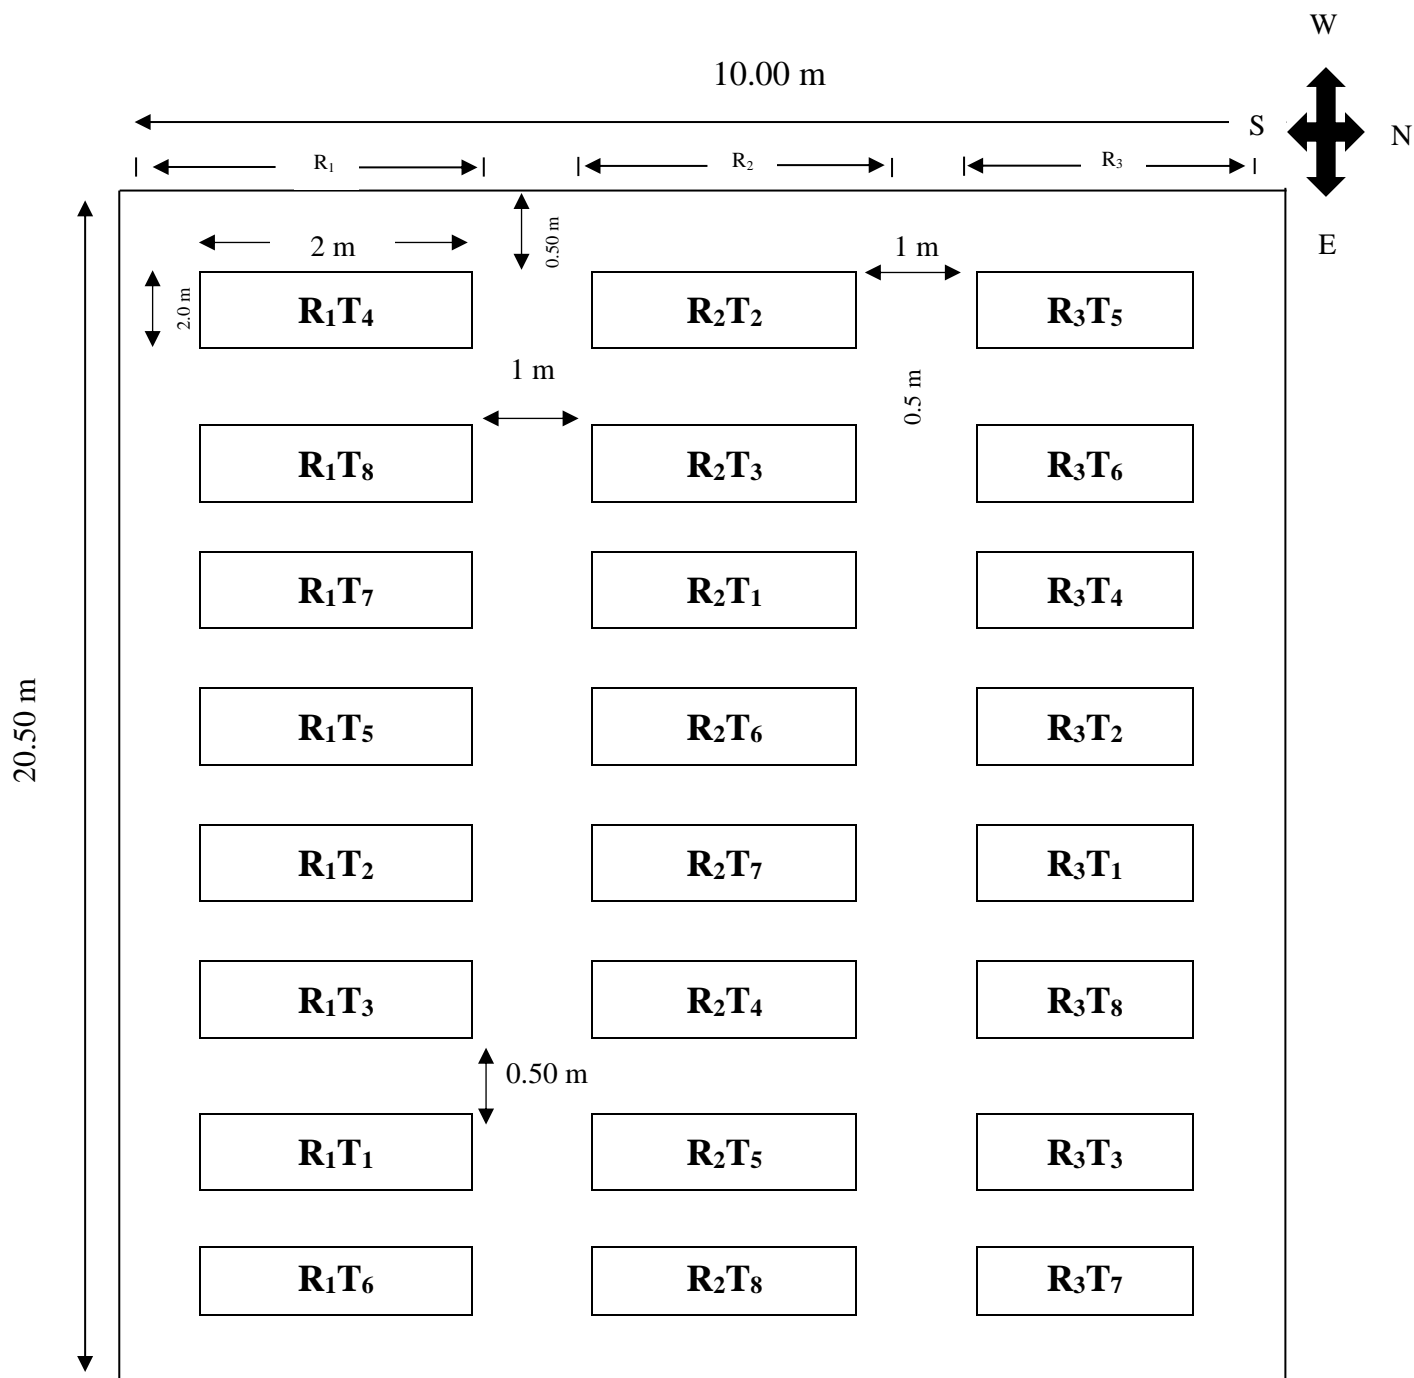 W
10.00 m
S
N
R₁
R₂
R₃
E
0.50 m
2 m
1 m
2.0 m
R₁T₄
R₂T₂
R₃T₅
1 m
0.5 m
R₁T₈
R₂T₃
R₃T₆
R₁T₇
R₂T₁
R₃T₄
20.50 m
R₁T₅
R₂T₆
R₃T₂
R₁T₂
R₂T₇
R₃T₁
R₁T₃
R₂T₄
R₃T₈
0.50 m
R₁T₁
R₂T₅
R₃T₃
R₁T₆
R₂T₈
R₃T₇